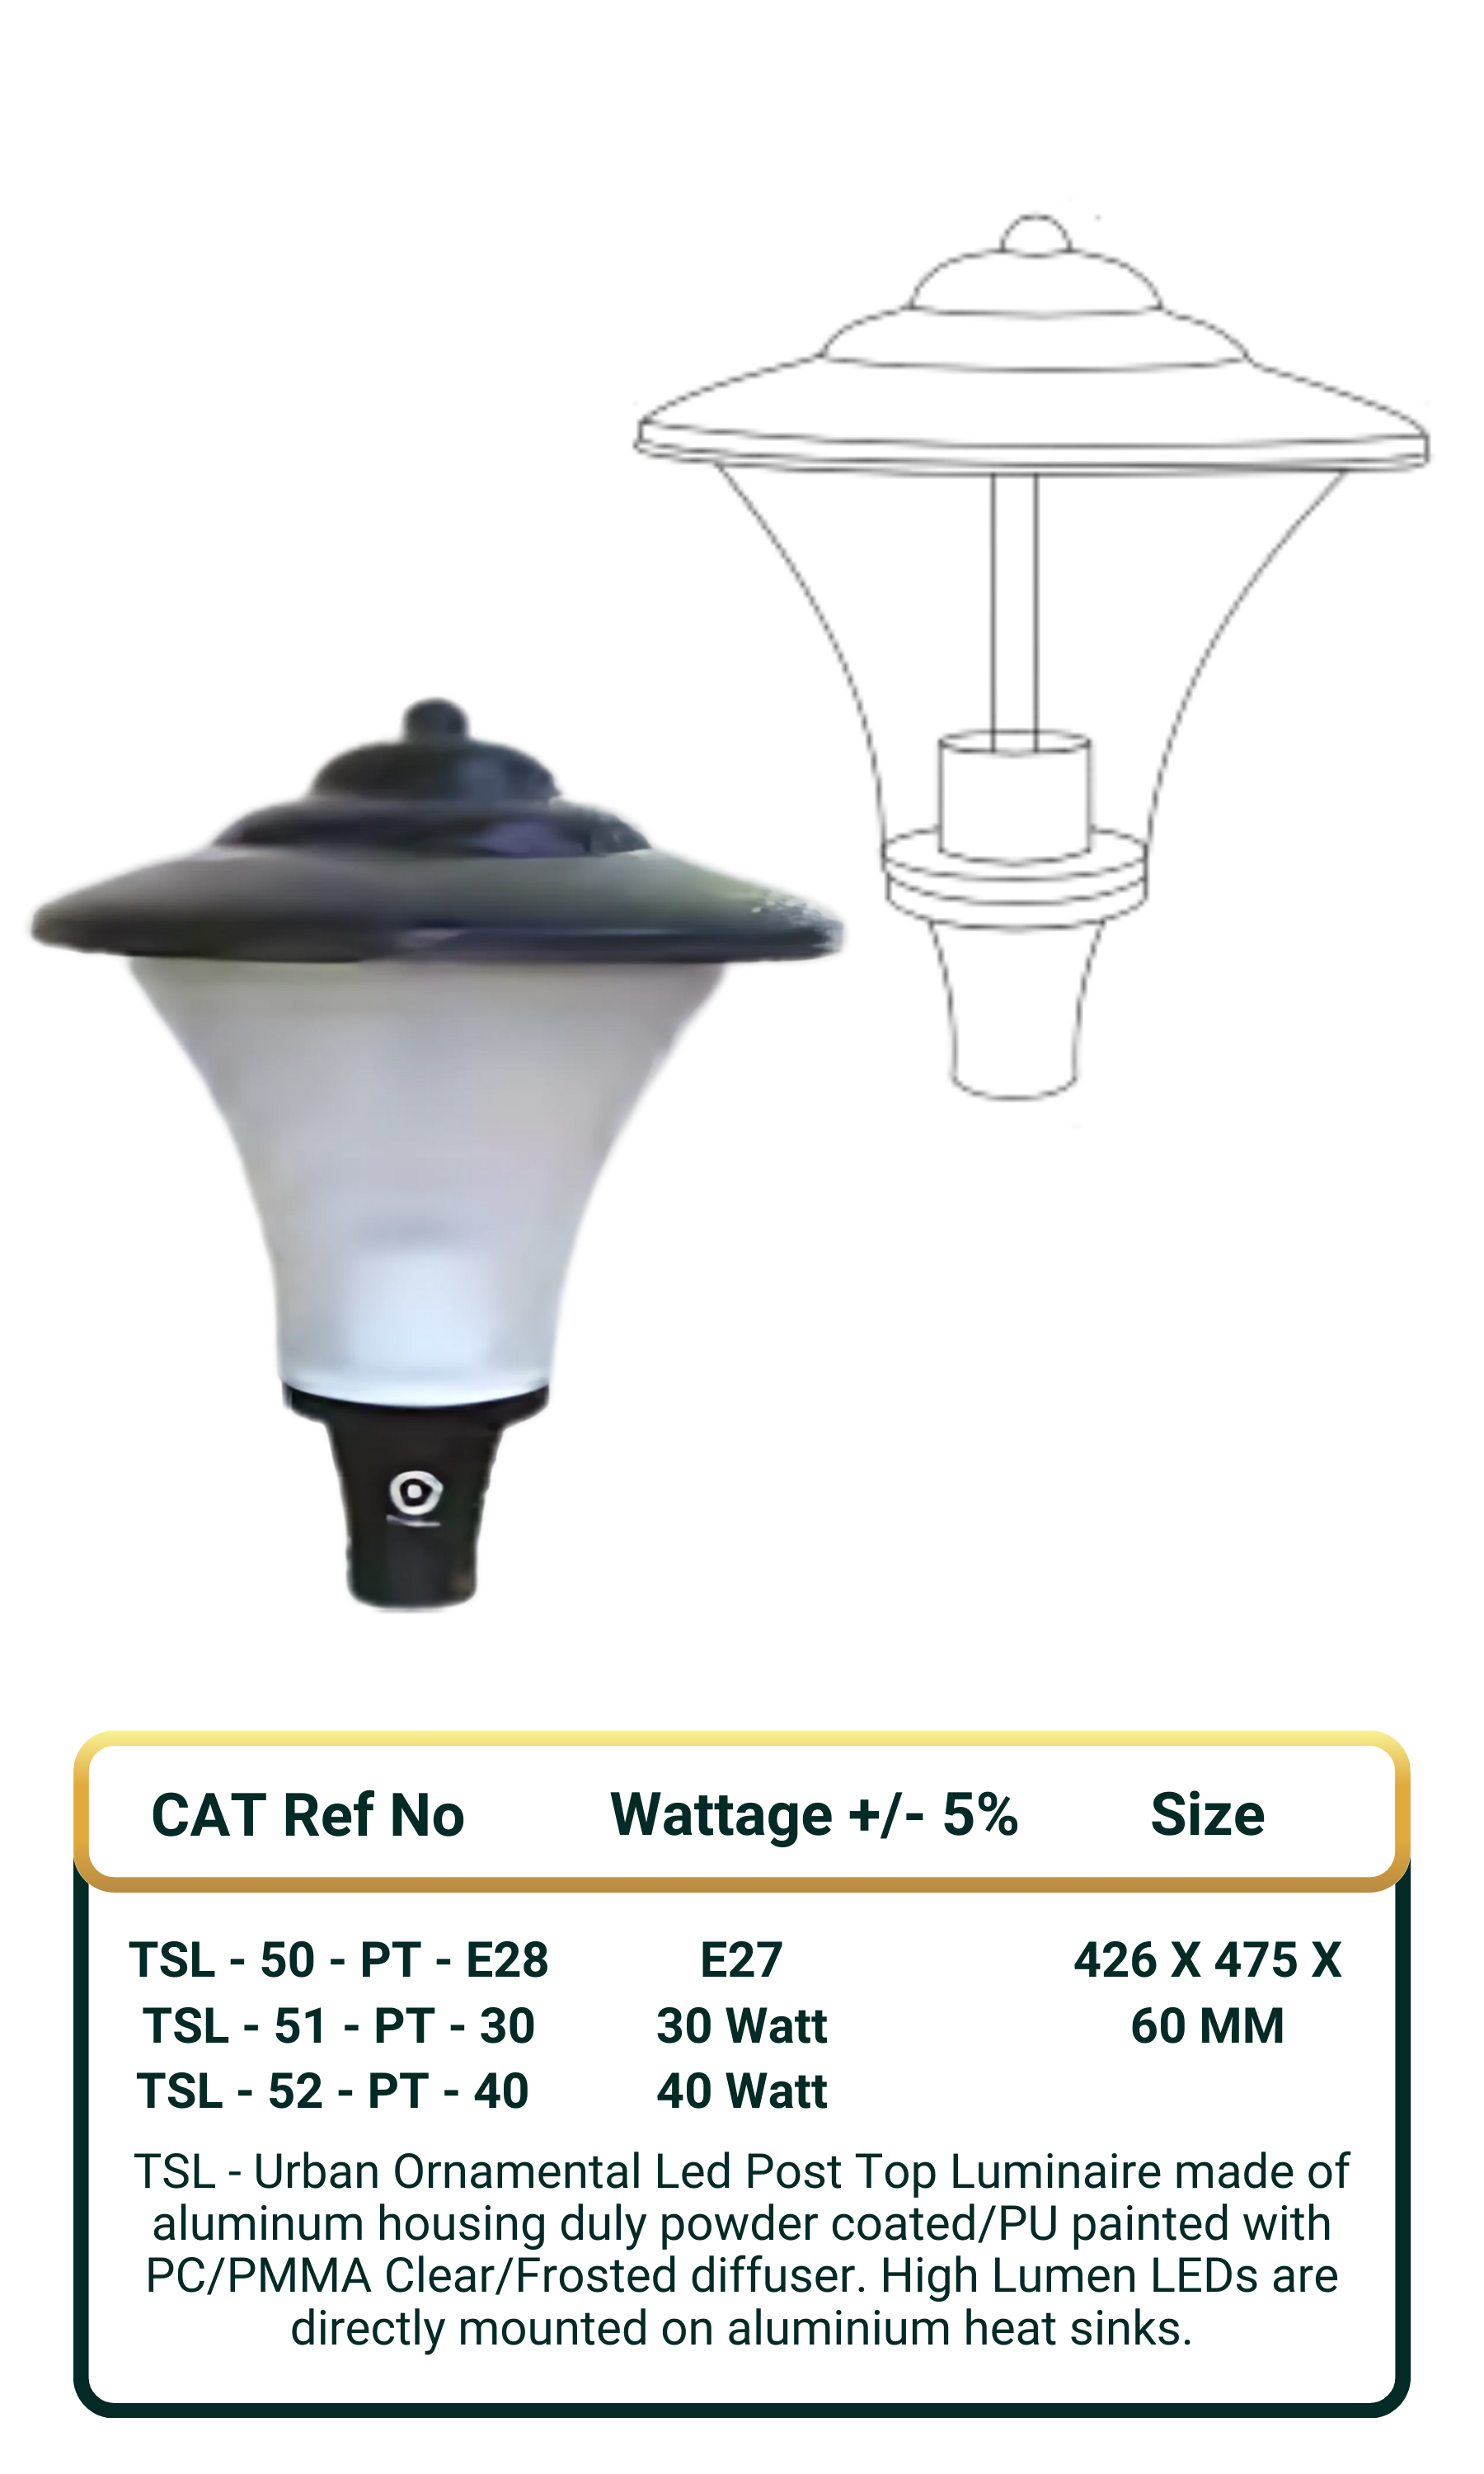 CAT Ref No Wattage +/- 5% Size
TSL - 50 - PT - E28 E27 426 X 475 X
TSL - 51 - PT - 30 30 Watt 60 MM
TSL - 52 - PT - 40 40 Watt
TSL - Urban Ornamental Led Post Top Luminaire made of
aluminum housing duly powder coated/PU painted with
PC/PMMA Clear/Frosted diffuser. High Lumen LEDs are
directly mounted on aluminium heat sinks.